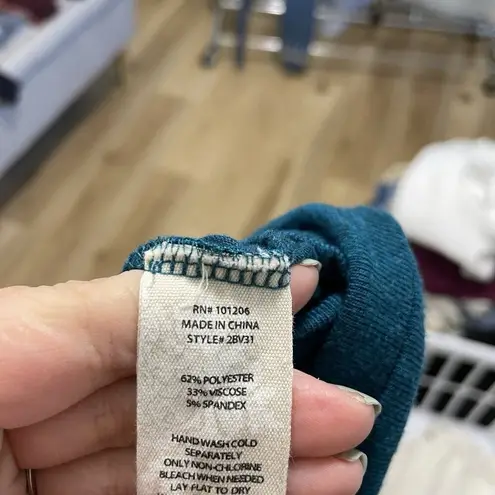 RN# 101206
MADE IN CHINA
STYLE# 2BV31
62% POLYESTER
33% VISCOSE
5% SPANDEX
HAND WASH COLD
SEPARATELY
ONLY NON-CHLORINE
BLEACH WHEN NEEDED
LAY FLAT TO DRY